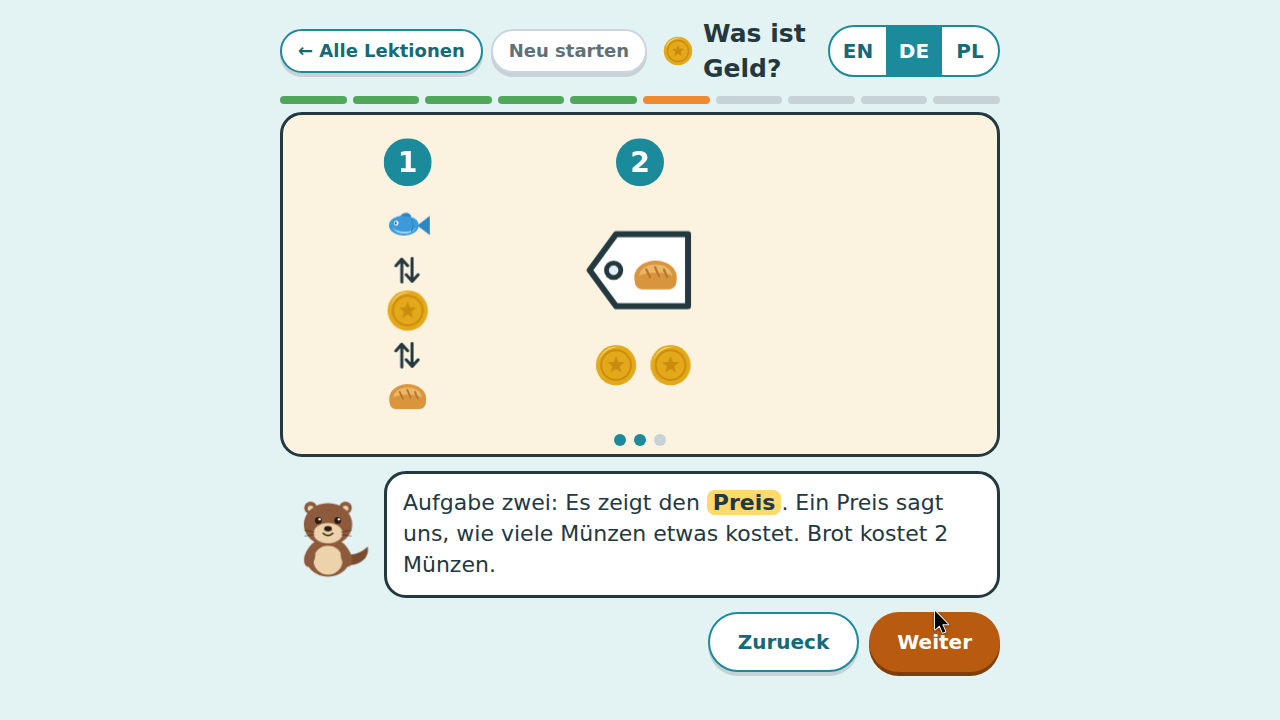 ← Alle Lektionen
Neu starten
Was ist
Geld?
EN DE PL
1
2
Aufgabe zwei: Es zeigt den Preis. Ein Preis sagt
uns, wie viele Münzen etwas kostet. Brot kostet 2
Münzen.
Zurueck
Weiter